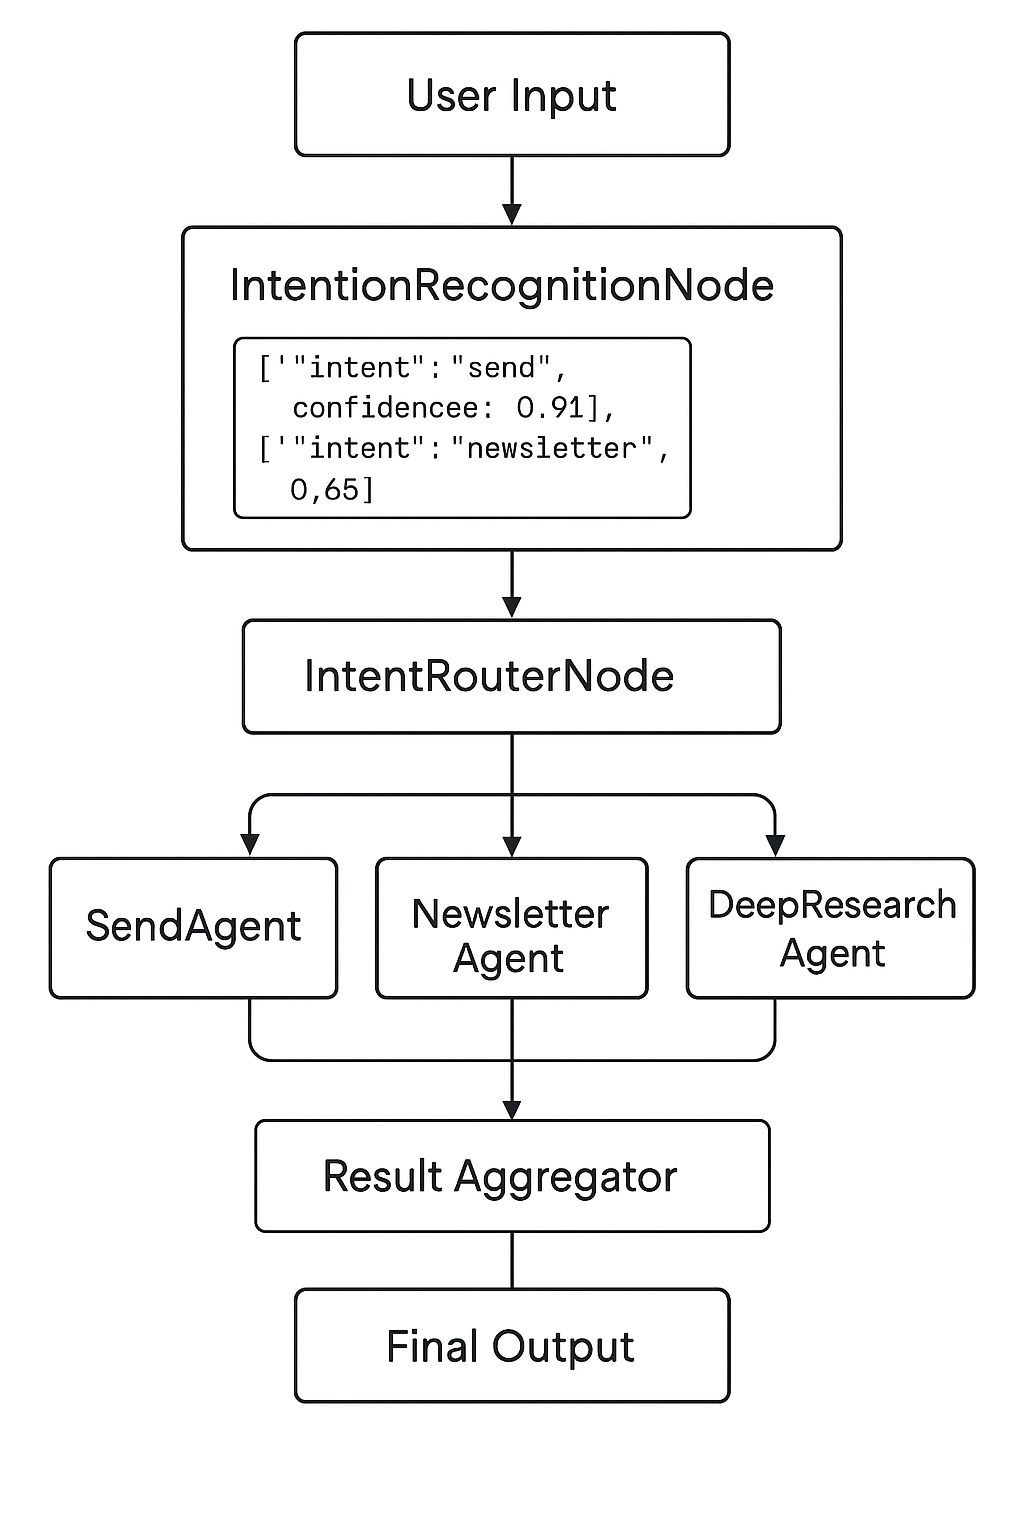 User Input
IntentionRecognitionNode
['"intent":"send",
confidencee: 0.91],
['"intent":"newsletter",
0,65]
IntentRouterNode
SendAgent
Newsletter
Agent
DeepResearch
Agent
Result Aggregator
Final Output